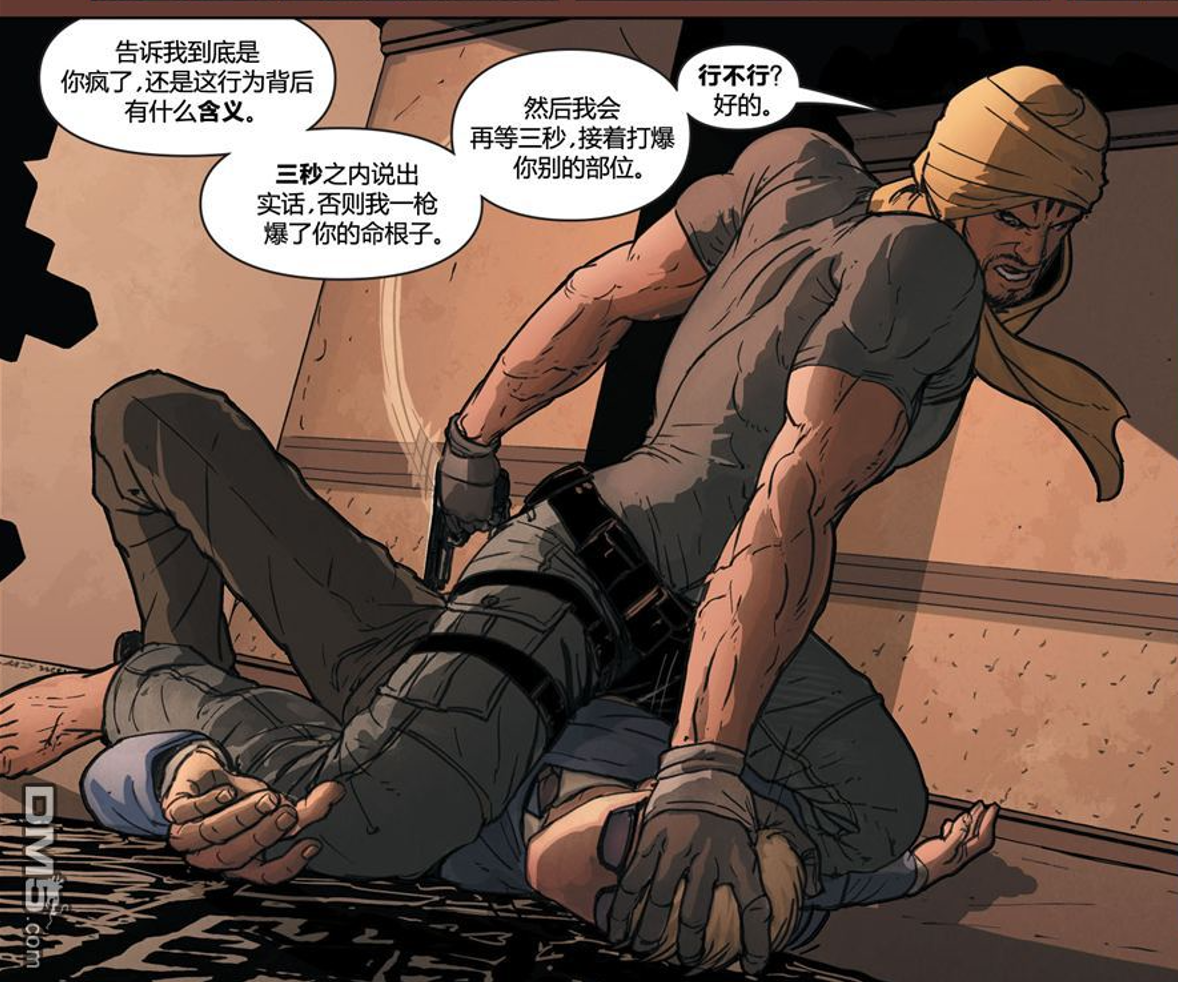 告诉我到底是
你疯了,还是这行为背后
有什么含义。
三秒之内说出
实话,否则我一枪
爆了你的命根子。
然后我会
再等三秒,接着打爆
你别的部位。
行不行?
好的。
DM5.com